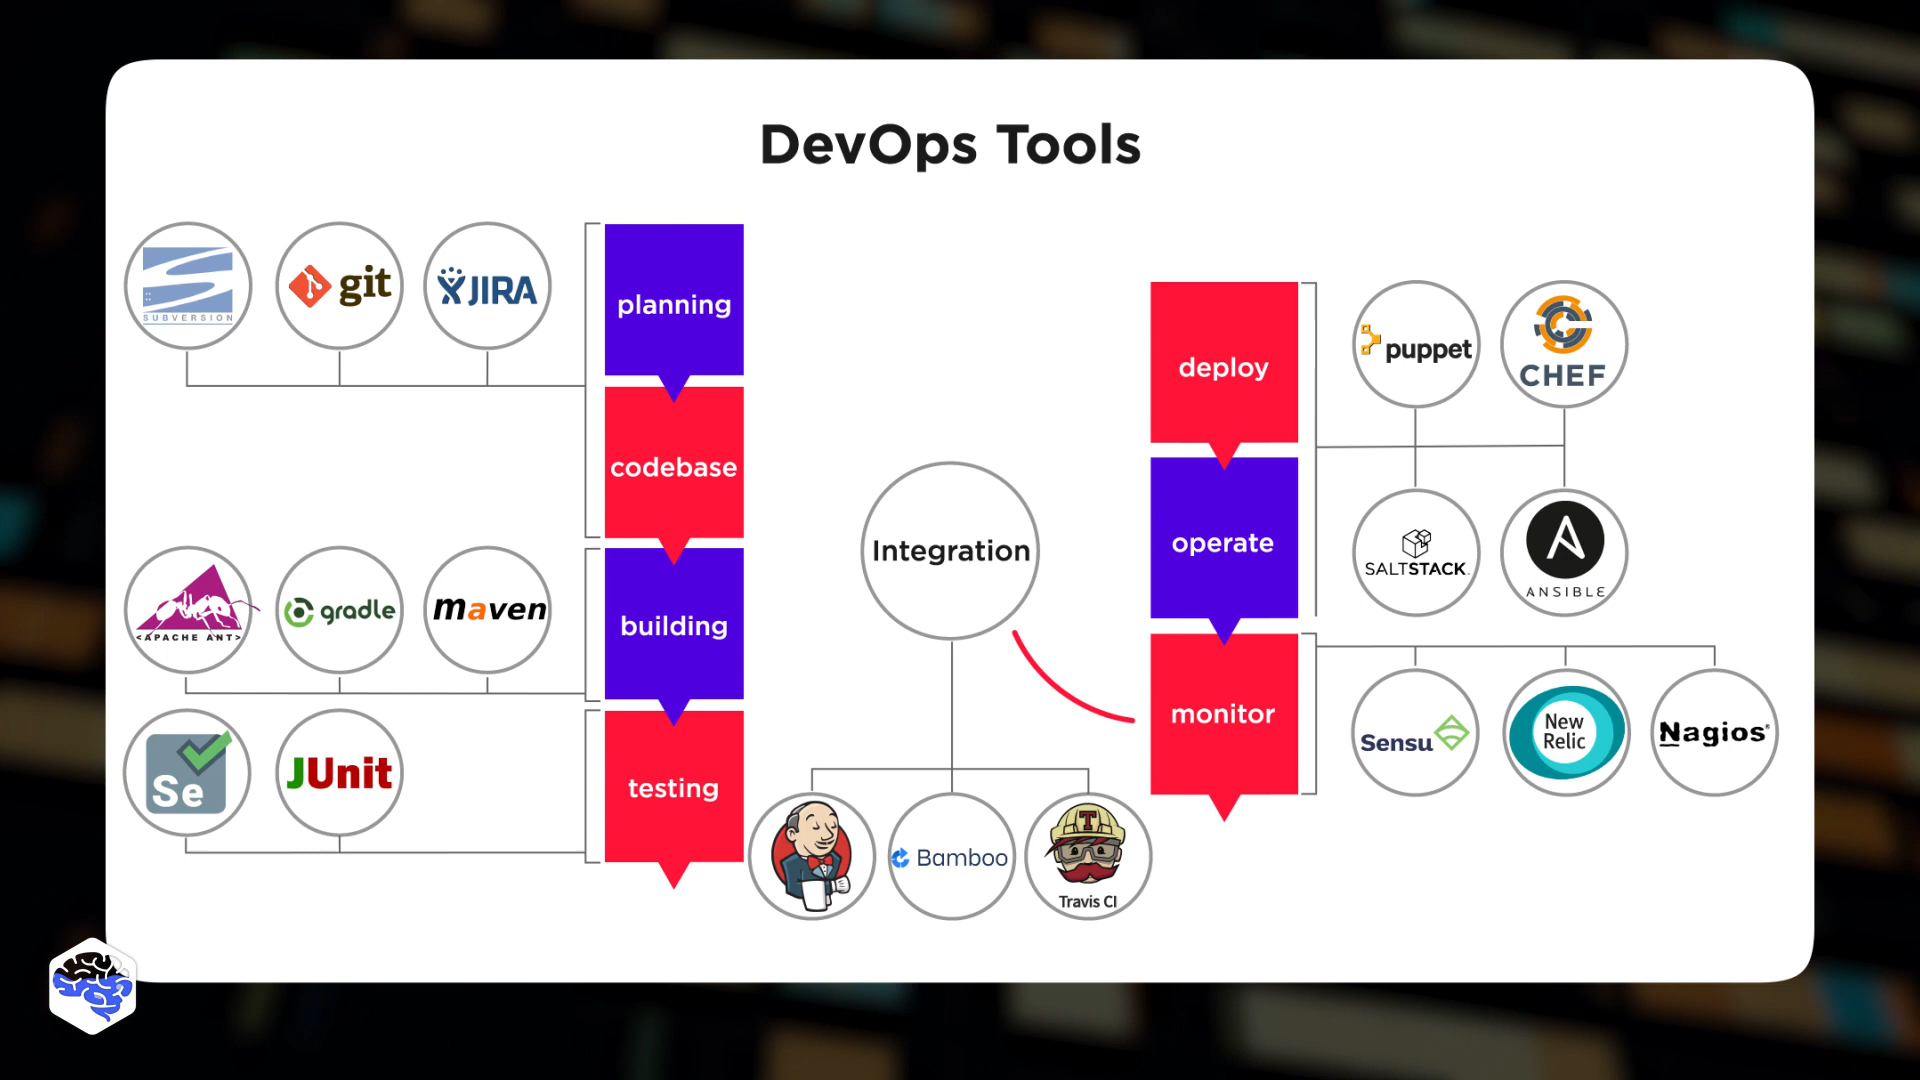 DevOps Tools
SUBVERSION
git
JIRA
planning
codebase
<APACHE ANT>
gradle
maven
building
Se
JUnit
testing
Integration
Bamboo
T
Travis CI
deploy
operate
monitor
puppet
CHEF
SALTSTACK
A
ANSIBLE
Sensu
New
Relic
Nagios®